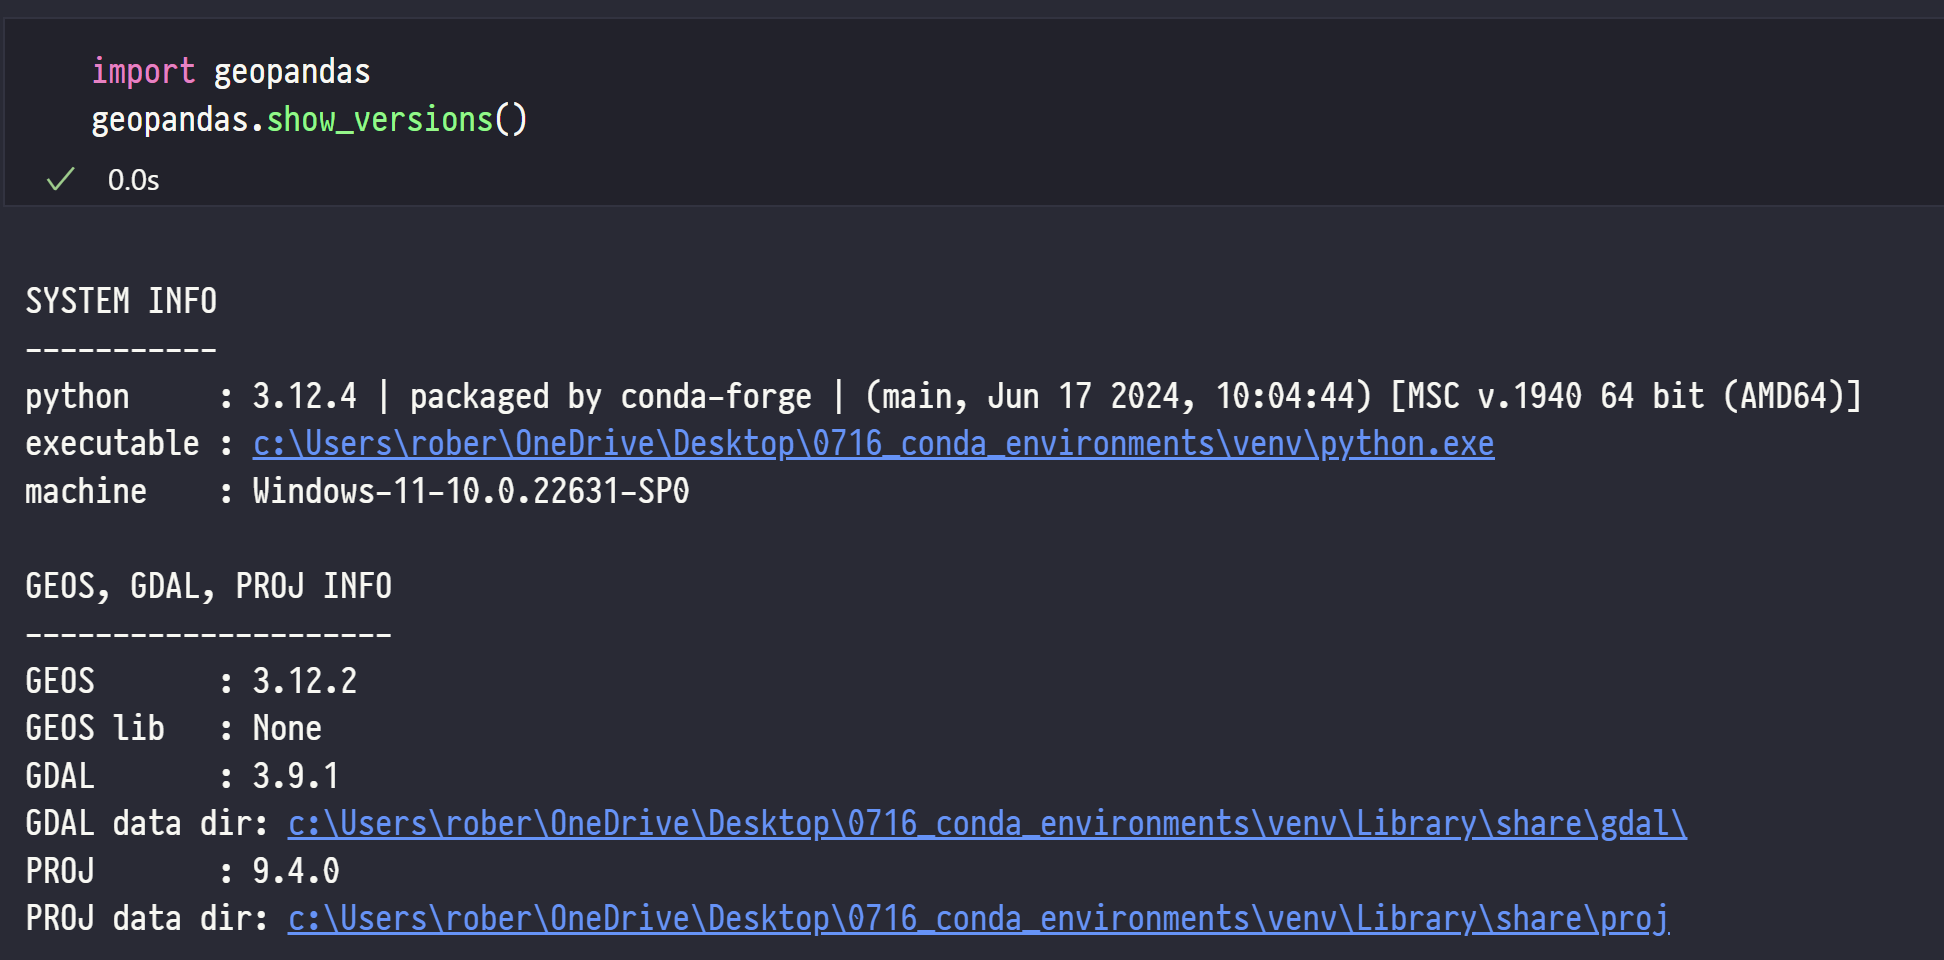 import geopandas
geopandas.show_versions()
0.0s
SYSTEM INFO
-----------
python     : 3.12.4 | packaged by conda-forge | (main, Jun 17 2024, 10:04:44) [MSC v.1940 64 bit (AMD64)]
executable : c:\Users\rober\OneDrive\Desktop\0716_conda_environments\venv\python.exe
machine    : Windows-11-10.0.22631-SP0
GEOS, GDAL, PROJ INFO
---------------------
GEOS       : 3.12.2
GEOS lib   : None
GDAL       : 3.9.1
GDAL data dir: c:\Users\rober\OneDrive\Desktop\0716_conda_environments\venv\Library\share\gdal\
PROJ       : 9.4.0
PROJ data dir: c:\Users\rober\OneDrive\Desktop\0716_conda_environments\venv\Library\share\proj